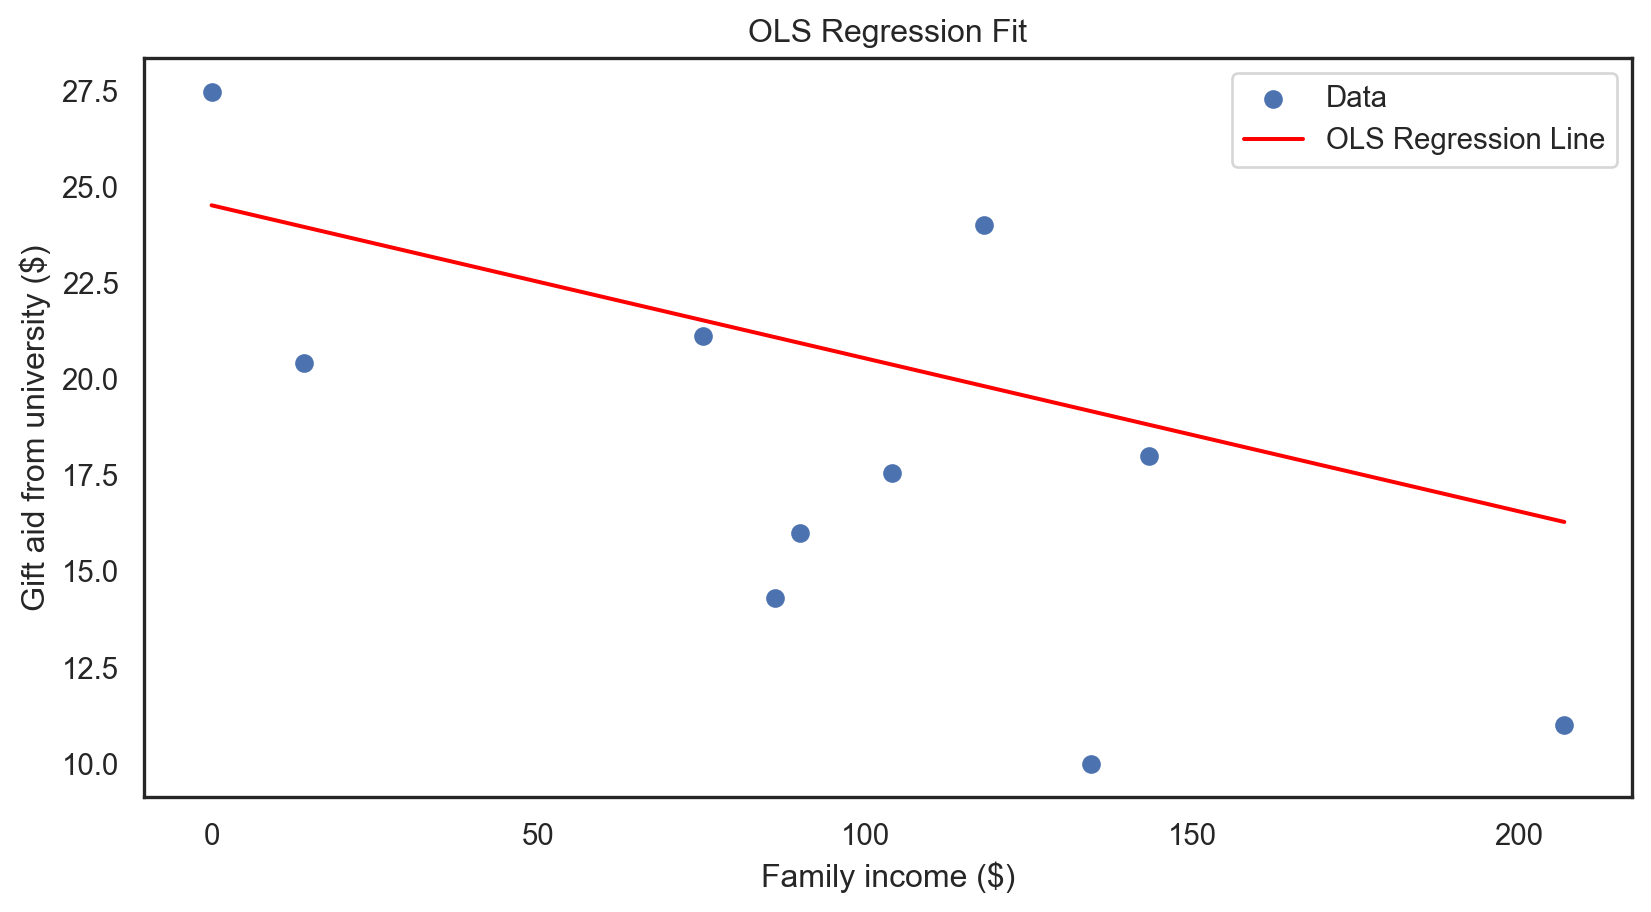 OLS Regression Fit
Data
OLS Regression Line
Gift aid from university ($)
27.5
25.0
22.5
20.0
17.5
15.0
12.5
10.0
0 50 100 150 200
Family income ($)